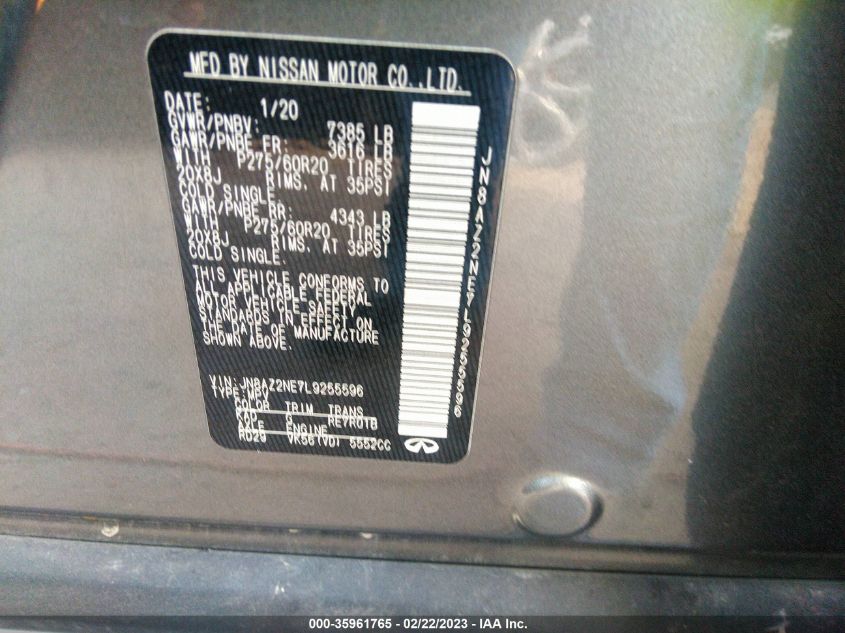 MFD BY NISSAN MOTOR CO.,LTD.
DATE: 1/20
GVWR/PNBV: 7385 LB
GAWR/PNBE FR: 3616 LB
WITH P275/60R20 TIRES
20X8J RIMS. AT 35PSI
COLD SINGLE.
GAWR/PNBE RR: 4343 LB
WITH P275/60R20 TIRES
20X8J RIMS. AT 35PSI
COLD SINGLE.
THIS VEHICLE CONFORMS TO
ALL APPLICABLE FEDERAL
MOTOR VEHICLE SAFETY
STANDARDS IN EFFECT ON
THE DATE OF MANUFACTURE
SHOWN ABOVE.
VIN:JN8AZ2NE7L9255596
TYPE:MPV
COLOR TRIM TRANS
KAD G RE7R01B
AXLE ENGINE
RD29 VK56(VD) 5552CC
JN8AZ2NE7L9255596
000-35961765 - 02/22/2023 - IAA Inc.